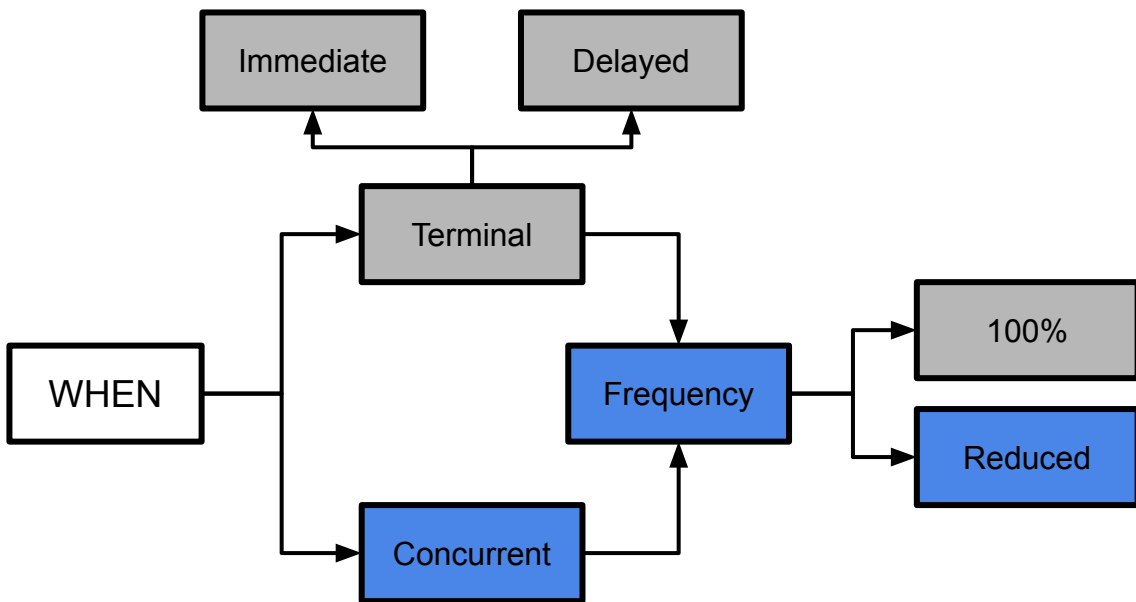 Immediate
Delayed
Terminal
100%
WHEN
Frequency
Reduced
Concurrent